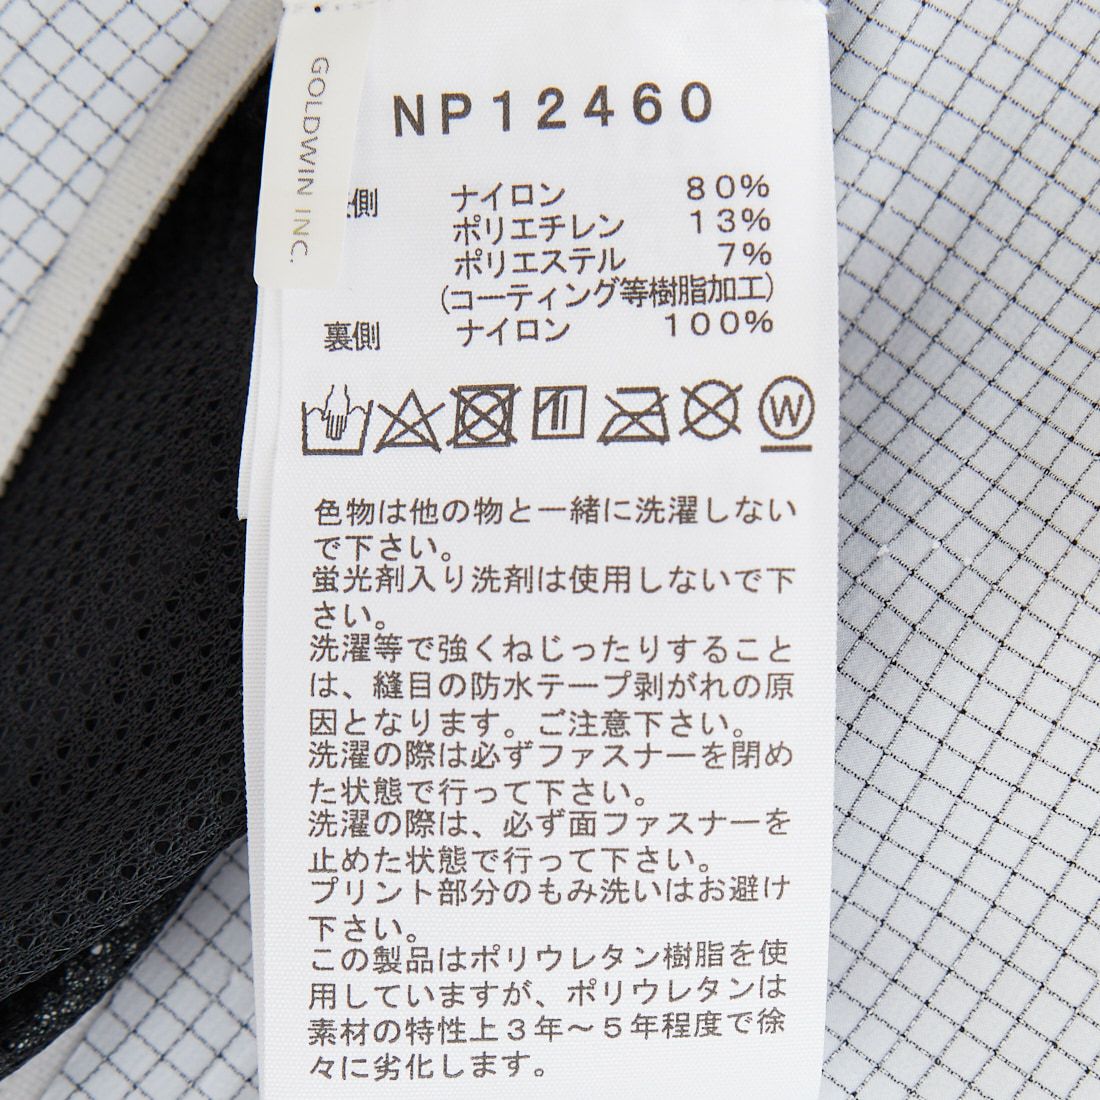 GOLDWIN INC.
NP12460
側 ナイロン 80%
ポリエチレン 13%
ポリエステル 7%
(コーティング等樹脂加工)
裏側 ナイロン 100%
W
色物は他の物と一緒に洗濯しない
で下さい。
蛍光剤入り洗剤は使用しないで下
さい。
洗濯等で強くねじったりすること
は、縫目の防水テープ剥がれの原
因となります。ご注意下さい。
洗濯の際は必ずファスナーを閉め
た状態で行って下さい。
洗濯の際は、必ず面ファスナーを
止めた状態で行って下さい。
プリント部分のもみ洗いはお避け
下さい。
この製品はポリウレタン樹脂を使
用していますが、ポリウレタンは
素材の特性上3年~5年程度で徐
々に劣化します。